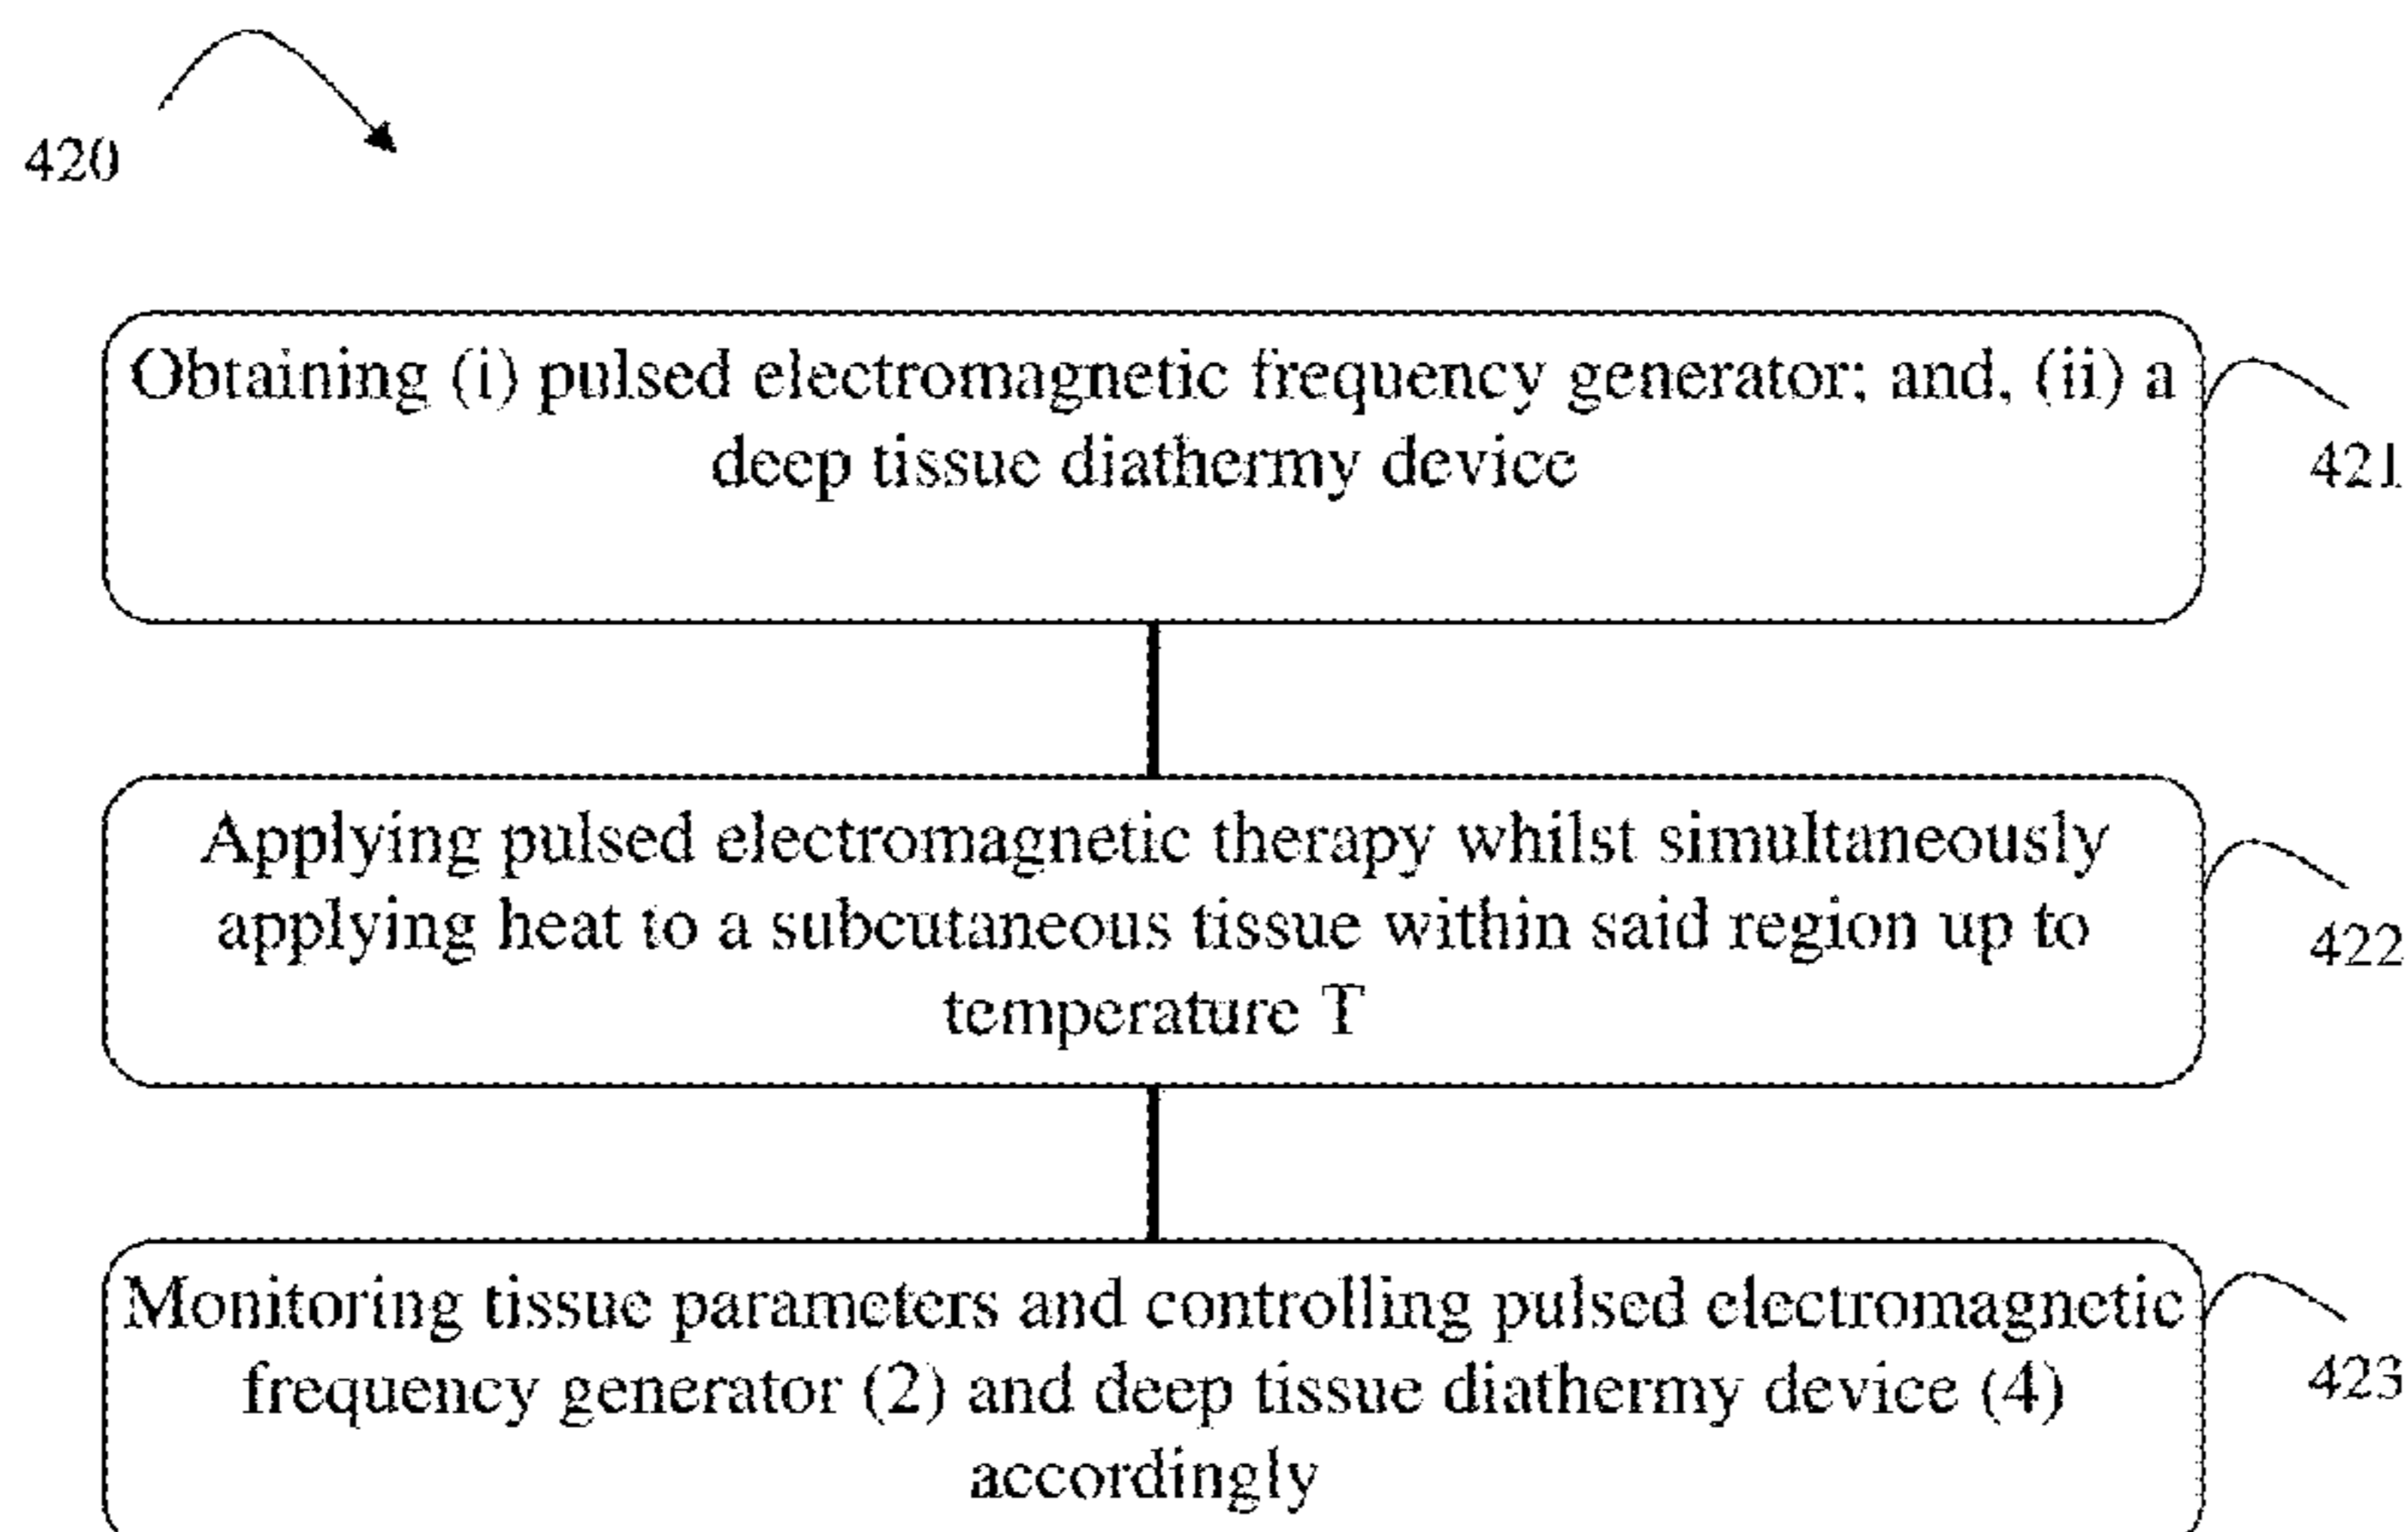 420
Obtaining (i) pulsed electromagnetic frequency generator; and, (ii) a
deep tissue diathermy device
421
Applying pulsed electromagnetic therapy whilst simultaneously
applying heat to a subcutaneous tissue within said region up to
temperature T
422
Monitoring tissue parameters and controlling pulsed electromagnetic
frequency generator (2) and deep tissue diathermy device (4)
accordingly
423